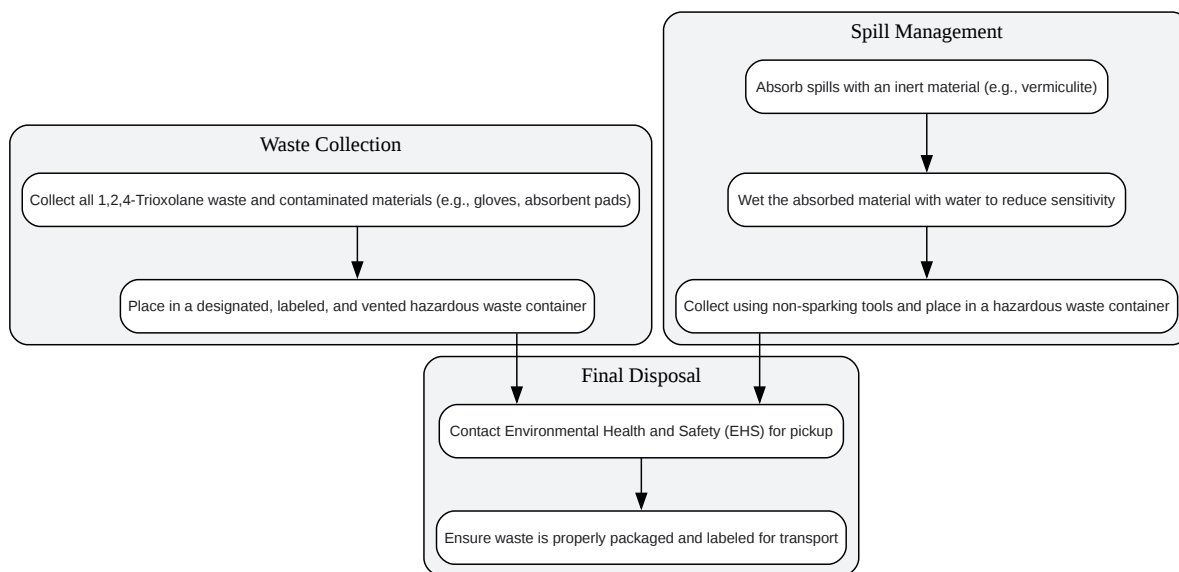 Spill Management
Absorb spills with an inert material (e.g., vermiculite)
Wet the absorbed material with water to reduce sensitivity
Collect using non-sparking tools and place in a hazardous waste container
Waste Collection
Collect all 1,2,4-Trioxolane waste and contaminated materials (e.g., gloves, absorbent pads)
Place in a designated, labeled, and vented hazardous waste container
Final Disposal
Contact Environmental Health and Safety (EHS) for pickup
Ensure waste is properly packaged and labeled for transport